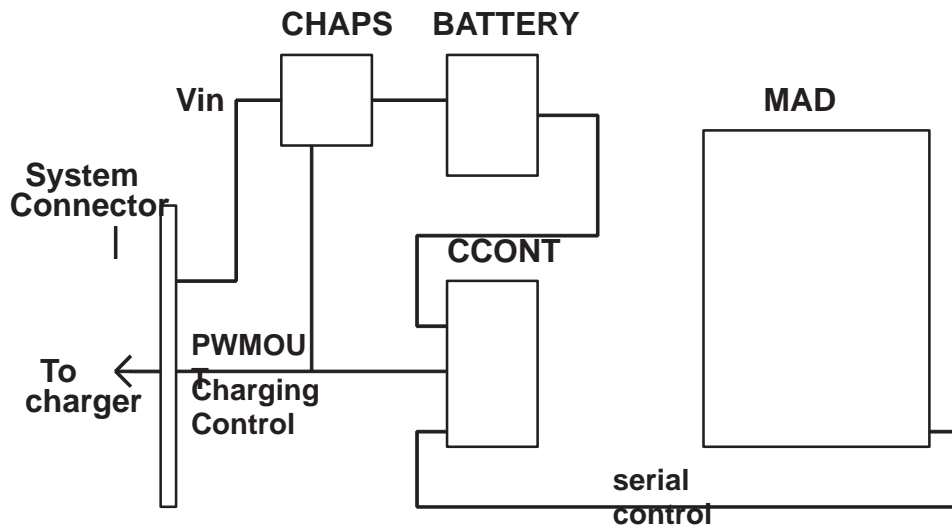 CHAPS
BATTERY
Vin
MAD
System
Connector
CCONT
PWMOU
T
To
charger
Charging
Control
serial
control